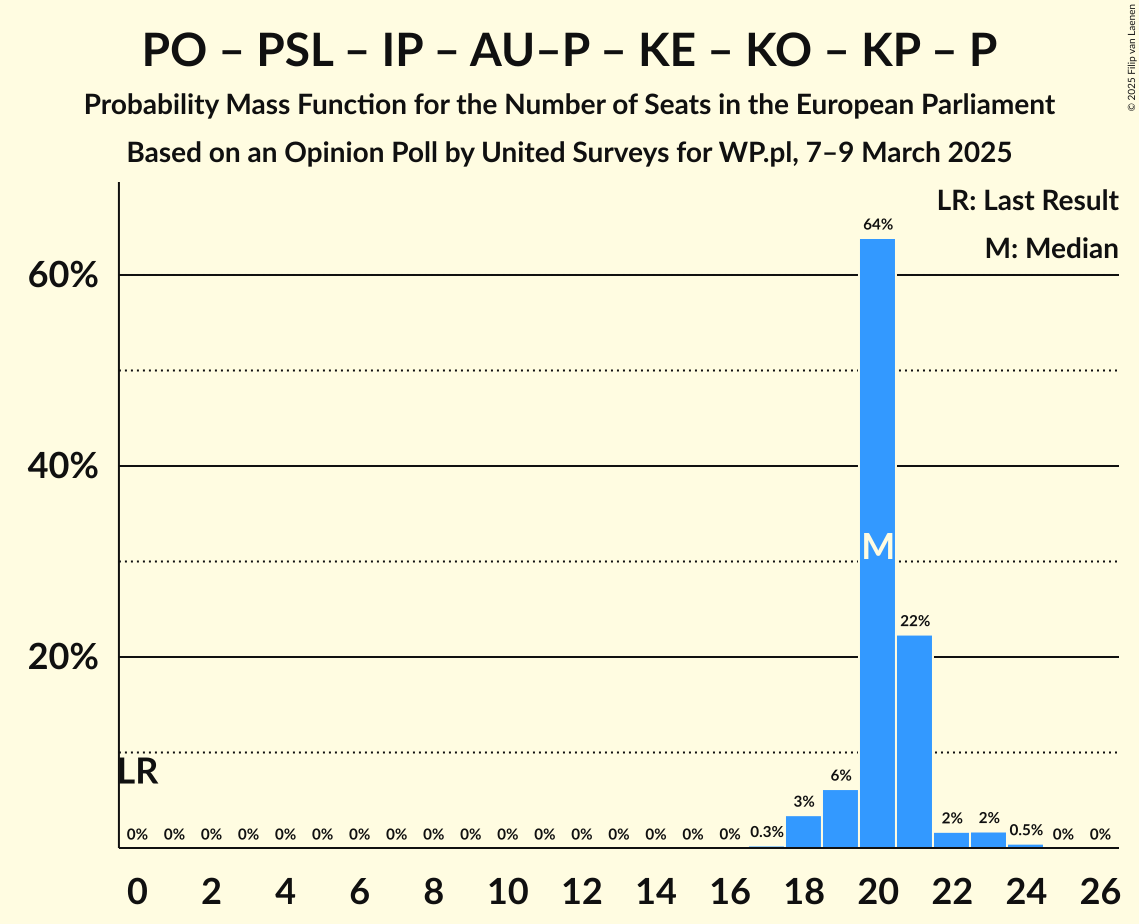 PO – PSL – IP – AU–P – KE – KO – KP – P
Probability Mass Function for the Number of Seats in the European Parliament
Based on an Opinion Poll by United Surveys for WP.pl, 7–9 March 2025
© 2025 Filip van Laenen
LR: Last Result
M: Median
64%
60%
40%
M
22%
20%
LR
6%
3%
0% 0% 0% 0% 0% 0% 0% 0% 0% 0% 0% 0% 0% 0% 0% 0% 0% 0.3% 2% 2% 0.5% 0% 0%
0 2 4 6 8 10 12 14 16 18 20 22 24 26